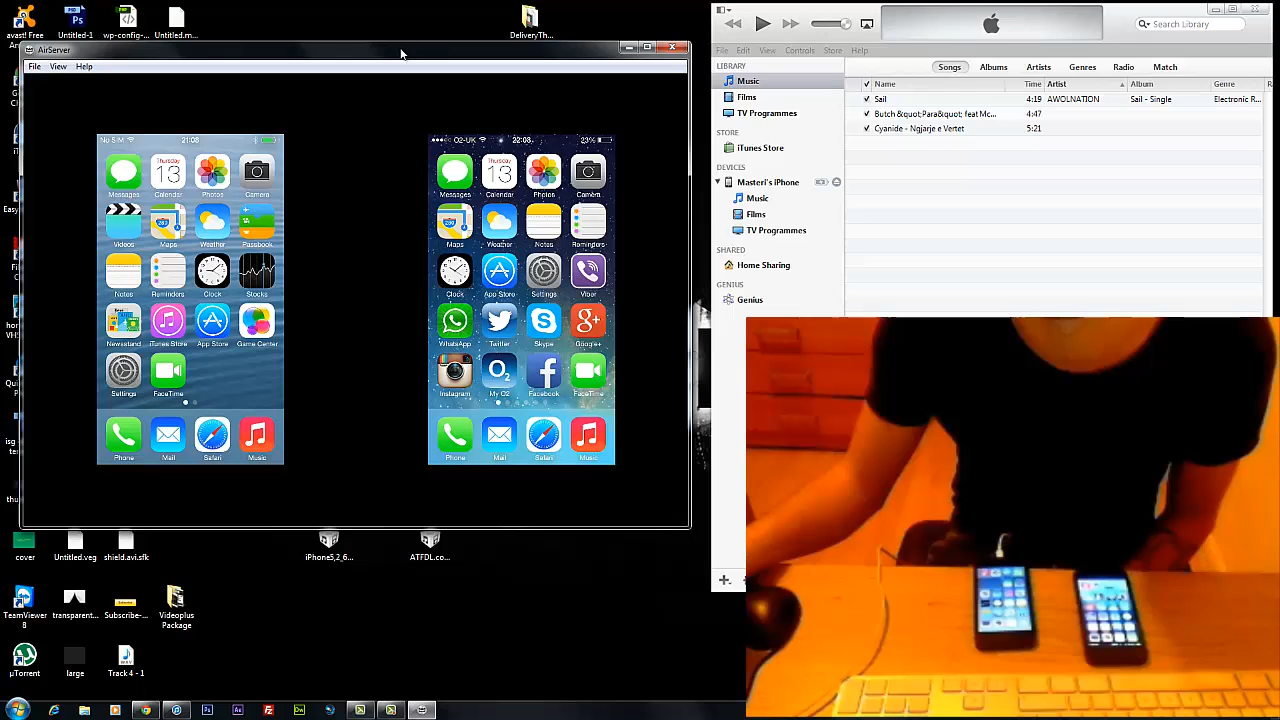 avast! Free
Untitled-1
wp-config-...
Untitled.m...
DeliveryTh...
AirServer
File View Help
No SIM 21:08
Thursday
13
Messages Calendar Photos Camera
280
Videos Maps Weather Passbook
Notes Reminders Clock Stocks
Newsstand iTunes Store App Store Game Center
Settings FaceTime
Phone Mail Safari Music
O2-UK 22:08 23%
Thursday
13
Messages Calendar Photos Camera
280
Maps Weather Notes Reminders
Clock App Store Settings Viber
WhatsApp Twitter Skype Google+
Instagram My O2 Facebook FaceTime
Phone Mail Safari Music
Search Library
File Edit View Controls Store Help
Songs Albums Artists Genres Radio Match
LIBRARY
Music
Films
TV Programmes
STORE
iTunes Store
DEVICES
Masteri's iPhone
Music
Films
TV Programmes
SHARED
Home Sharing
GENIUS
Genius
Name Time Artist Album Genre
Sail 4:19 AWOLNATION Sail - Single Electronic R...
Butch &quot;Para&quot; feat Mc... 4:47
Cyanide - Ngjarje e Vertet 5:21
cover
Untitled.veg
shield.avi.sfk
iPhone5,2_6...
ATFDL.co...
TeamViewer
8
transparent...
Subscribe-...
Videoplus
Package
µTorrent
large
Track 4 - 1